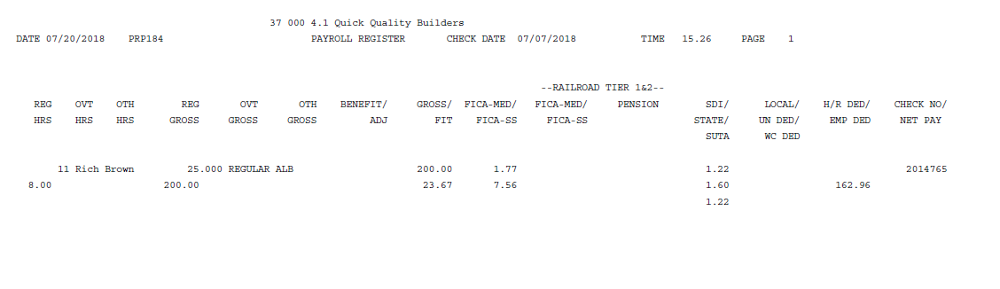 37 000 4.1 Quick Quality Builders
DATE 07/20/2018 PRP184 PAYROLL REGISTER CHECK DATE 07/07/2018 TIME 15.26 PAGE 1
--RAILROAD TIER 1&2--
REG OVT OTH REG OVT OTH BENEFIT/ GROSS/ FICA-MED/ FICA-MED/ PENSION SDI/ LOCAL/ H/R DED/ CHECK NO/
HRS HRS HRS GROSS GROSS GROSS ADJ FIT FICA-SS FICA-SS STATE/ UN DED/ EMP DED NET PAY
SUTA WC DED
11 Rich Brown 25.000 REGULAR ALB 200.00 1.77 1.22 2014765
8.00 200.00 23.67 7.56 1.60 162.96
1.22